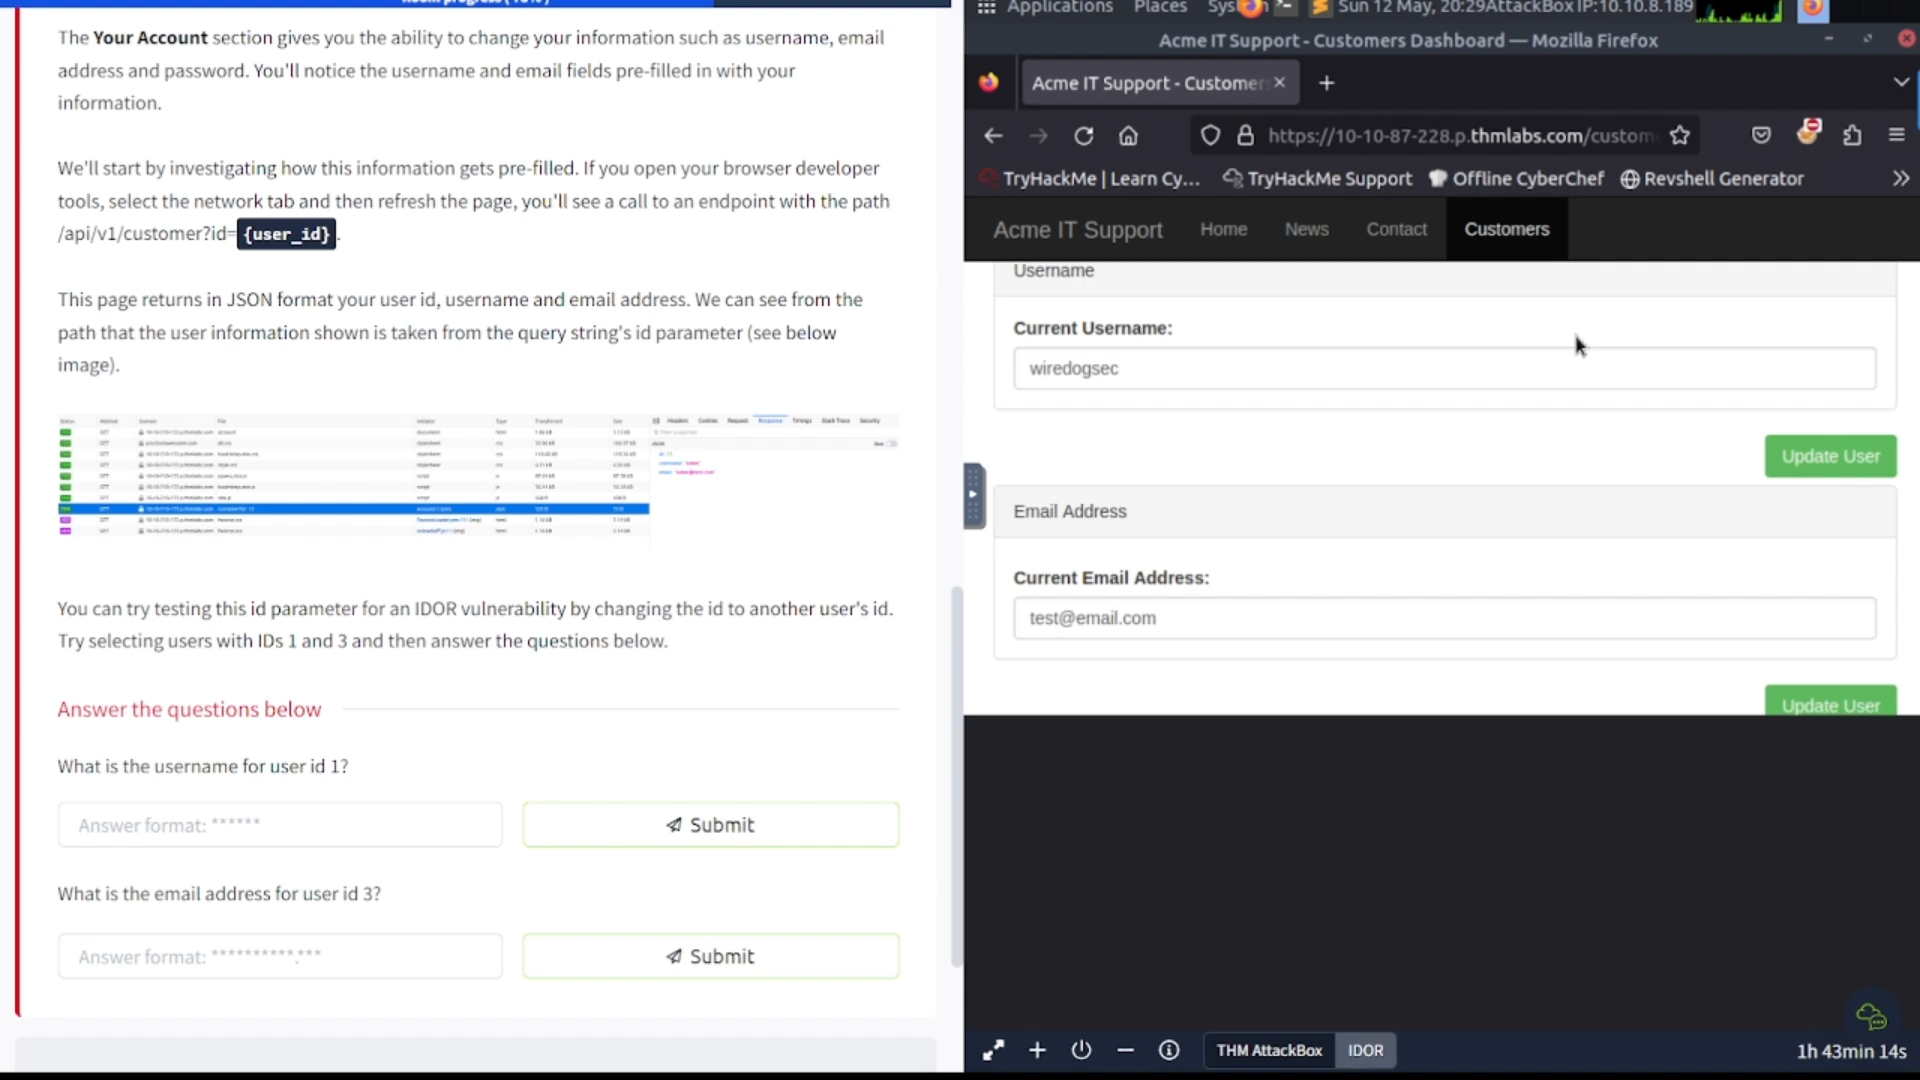 The Your Account section gives you the ability to change your information such as username, email
address and password. You'll notice the username and email fields pre-filled in with your
information.
We'll start by investigating how this information gets pre-filled. If you open your browser developer
tools, select the network tab and then refresh the page, you'll see a call to an endpoint with the path
/api/v1/customer?id={user_id}.
This page returns in JSON format your user id, username and email address. We can see from the
path that the user information shown is taken from the query string's id parameter (see below
image).
Headers Cookies Request Response Timings Stack Trace Security
You can try testing this id parameter for an IDOR vulnerability by changing the id to another user's id.
Try selecting users with IDs 1 and 3 and then answer the questions below.
Answer the questions below
What is the username for user id 1?
Answer format: ******
Submit
What is the email address for user id 3?
Answer format: **********.***
Submit
Applications Places Sun 12 May, 20:29 AttackBox IP:10.10.8.189
Acme IT Support - Customers Dashboard — Mozilla Firefox
Acme IT Support - Customer
https://10-10-87-228.p.thmlabs.com/custom
TryHackMe | Learn Cy... TryHackMe Support Offline CyberChef Revshell Generator
Acme IT Support Home News Contact Customers
Username
Current Username:
wiredogsec
Update User
Email Address
Current Email Address:
test@email.com
Update User
THM AttackBox IDOR
1h 43min 14s